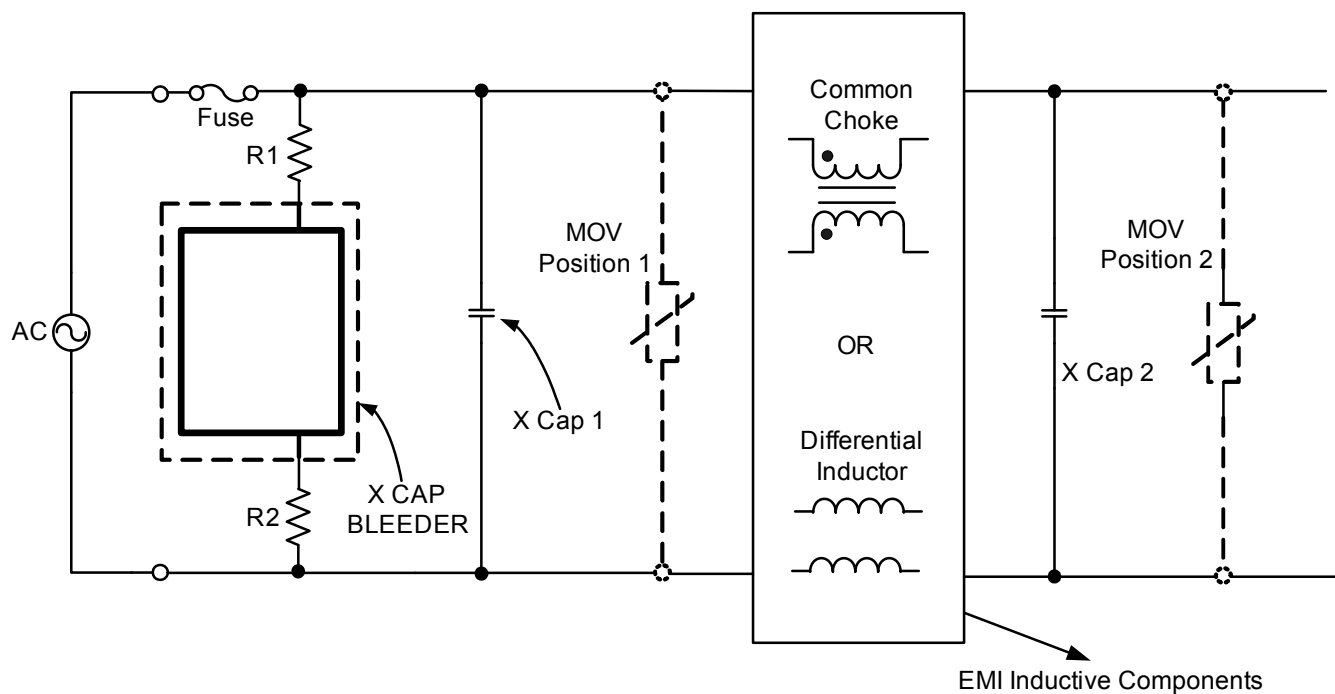 Fuse
R1
AC
X CAP
BLEEDER
R2
X Cap 1
MOV
Position 1
Common
Choke
OR
Differential
Inductor
X Cap 2
MOV
Position 2
EMI Inductive Components